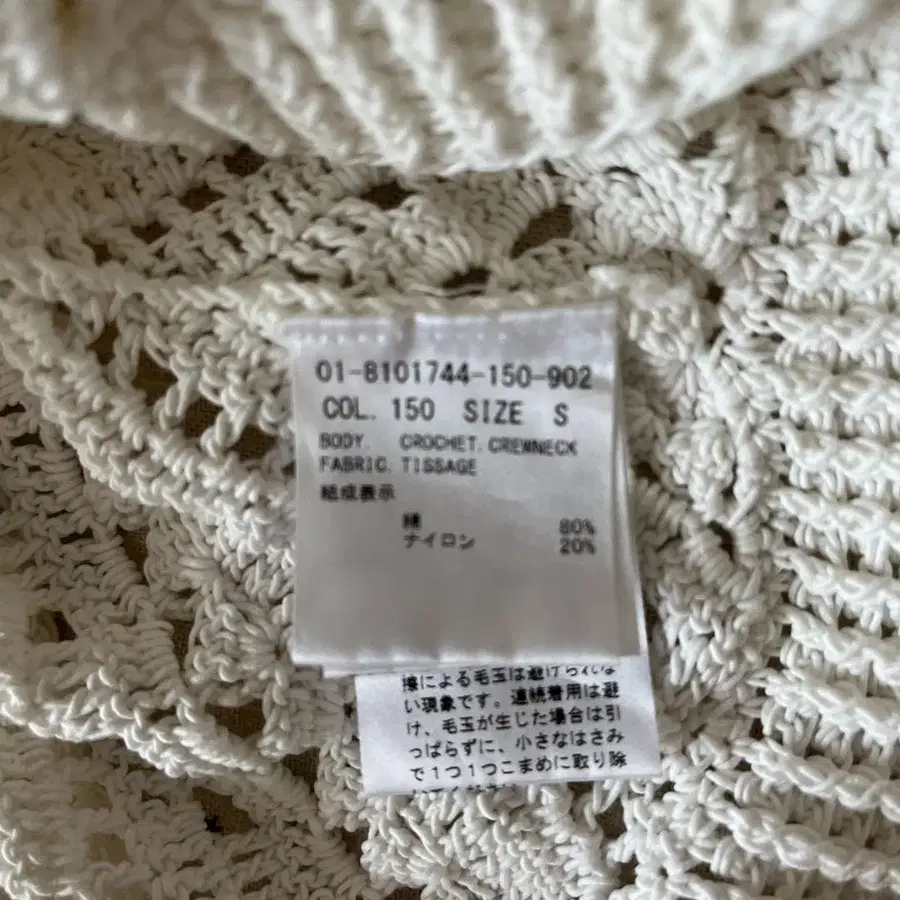 01-8101744-150-902
COL. 150 SIZE S
BODY. CROCHET.CREWNECK
FABRIC. TISSAGE
組成表示
綿 80%
ナイロン 20%
擦による毛玉は避けられな
い現象です。連続着用は避
け、毛玉が生じた場合は引
っぱらずに、小さなはさみ
で1つ1つこまめに取り除